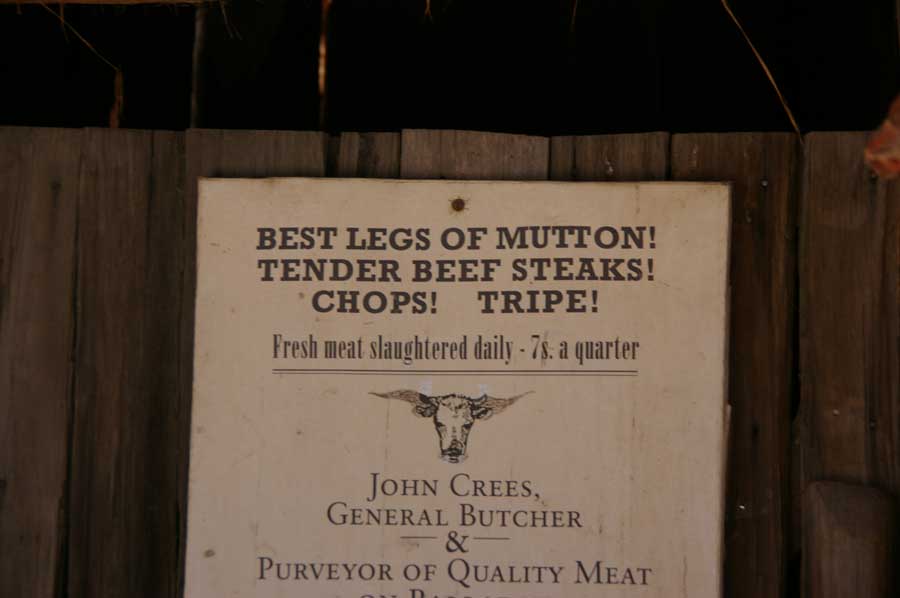 BEST LEGS OF MUTTON!
TENDER BEEF STEAKS!
CHOPS! TRIPE!
Fresh meat slaughtered daily - 7s. a quarter
JOHN CREES,
GENERAL BUTCHER
&
PURVEYOR OF QUALITY MEAT